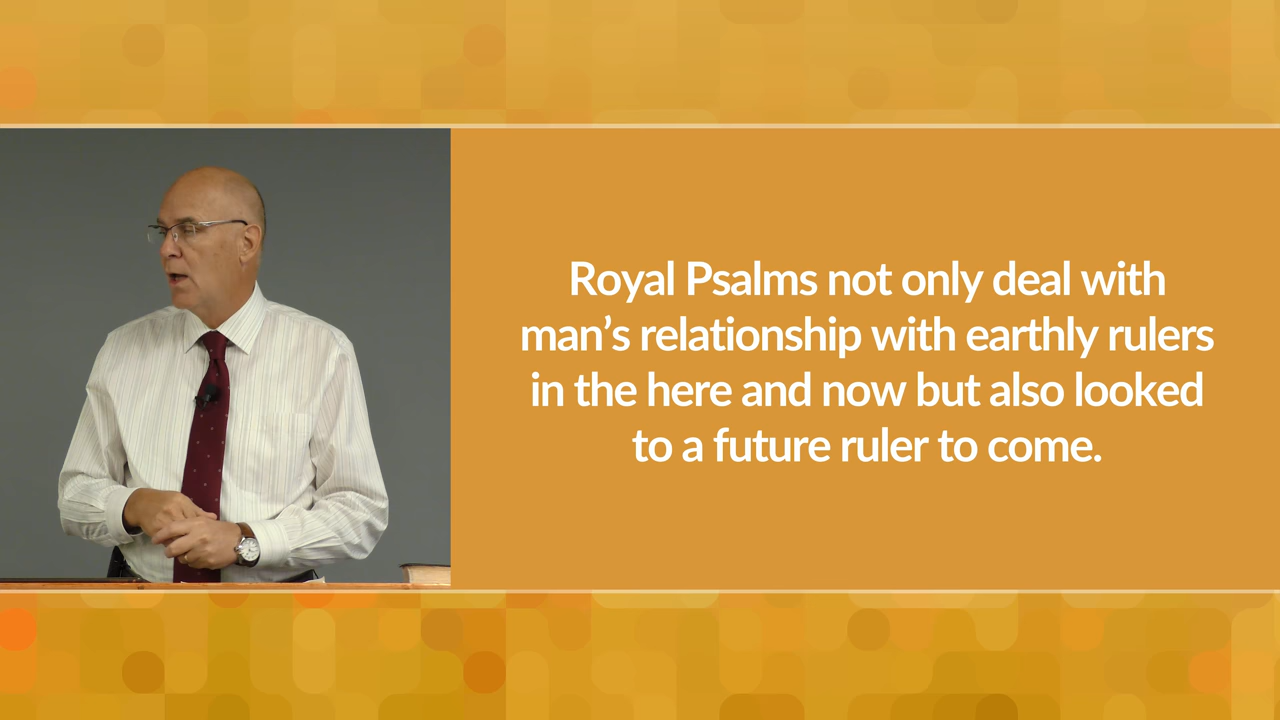 Royal Psalms not only deal with
man’s relationship with earthly rulers
in the here and now but also looked
to a future ruler to come.